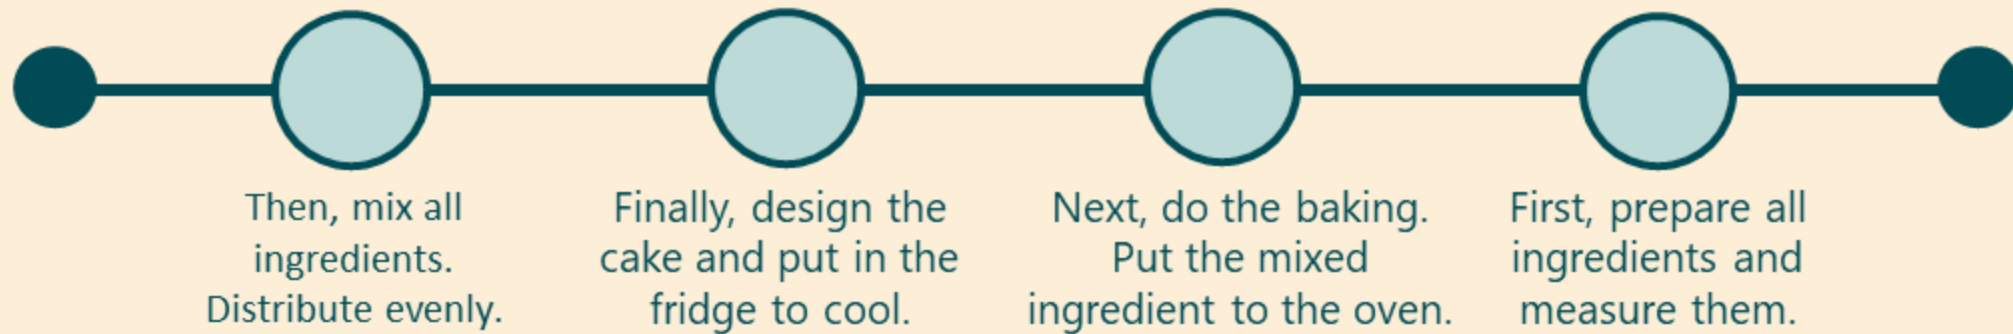 Then, mix all
ingredients.
Distribute evenly.
Finally, design the
cake and put in the
fridge to cool.
Next, do the baking.
Put the mixed
ingredient to the oven.
First, prepare all
ingredients and
measure them.